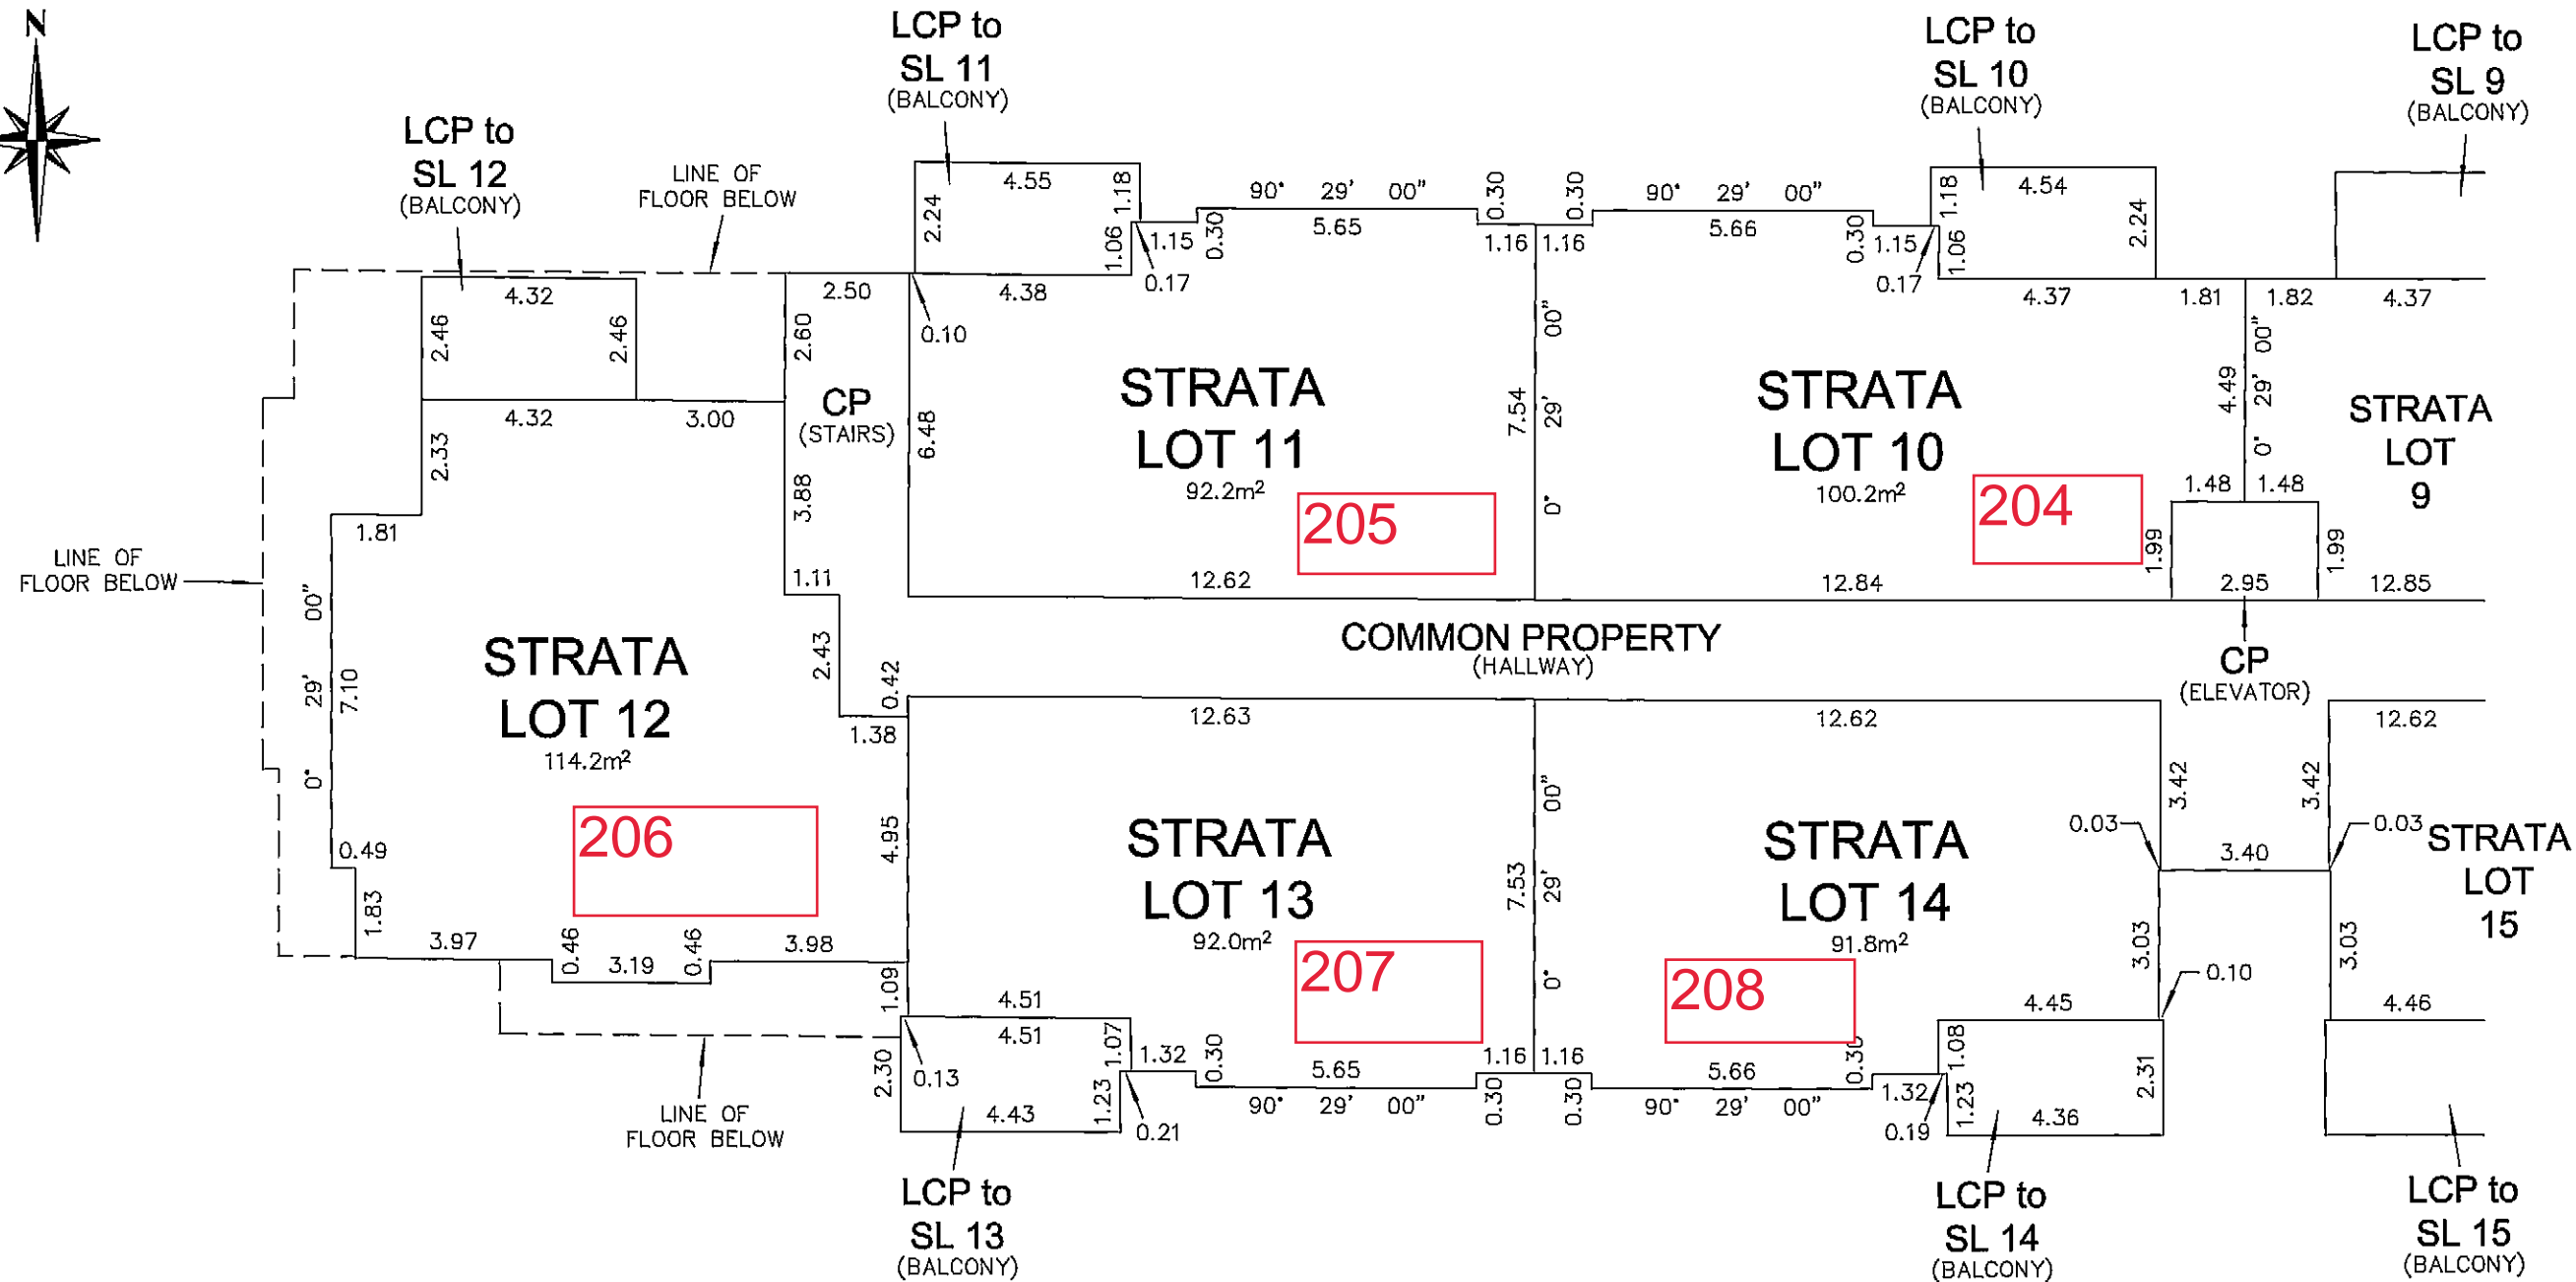 N
LCP to
SL 11
(BALCONY)
LCP to
SL 10
(BALCONY)
LCP to
SL 9
(BALCONY)
LCP to
SL 12
(BALCONY)
LINE OF
FLOOR BELOW
4.55
1.18
2.24
1.06
1.15
0.30
90° 29' 00"
5.65
0.30
1.16
0.30
1.16
90° 29' 00"
5.66
0.30
1.15
1.18
1.06
4.54
2.24
0.17
0.17
4.32
2.46
2.46
2.50
2.60
4.38
0.10
4.37
1.81
1.82
4.37
4.32
3.00
2.33
1.81
CP
(STAIRS)
3.88
6.48
1.11
STRATA
LOT 11
92.2m²
205
12.62
7.54
0° 29' 00"
STRATA
LOT 10
100.2m²
204
12.84
4.49
0° 29' 00"
1.48
1.48
1.99
2.95
1.99
STRATA
LOT
9
12.85
LINE OF
FLOOR BELOW
0° 29' 00"
7.10
STRATA
LOT 12
114.2m²
206
2.43
0.42
1.38
COMMON PROPERTY
(HALLWAY)
CP
(ELEVATOR)
12.63
12.62
12.62
4.95
0.49
1.83
3.97
0.46
3.19
0.46
3.98
1.09
STRATA
LOT 13
92.0m²
207
7.53
0° 29' 00"
STRATA
LOT 14
91.8m²
208
3.42
3.42
0.03
0.03
3.40
3.03
3.03
0.10
STRATA
LOT
15
4.51
4.51
1.07
1.32
0.30
5.65
1.16
1.16
0.30
0.30
90° 29' 00"
5.66
0.30
90° 29' 00"
1.32
1.08
1.23
4.45
4.36
2.31
4.46
0.19
2.30
0.13
4.43
1.23
0.21
LINE OF
FLOOR BELOW
LCP to
SL 13
(BALCONY)
LCP to
SL 14
(BALCONY)
LCP to
SL 15
(BALCONY)